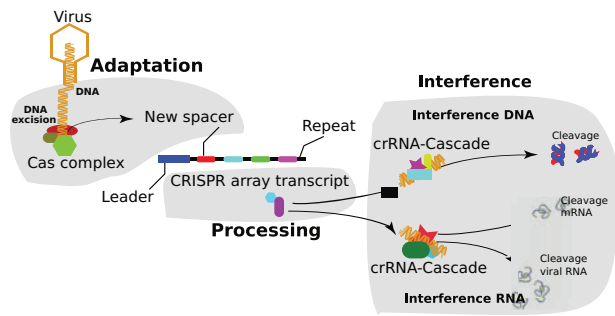 Virus
Adaptation
DNA
DNA
excision
Cas complex
New spacer
Repeat
Leader
CRISPR array transcript
Processing
Interference
Interference DNA
crRNA-Cascade
Cleavage
Cleavage
mRNA
crRNA-Cascade
Cleavage
viral RNA
Interference RNA